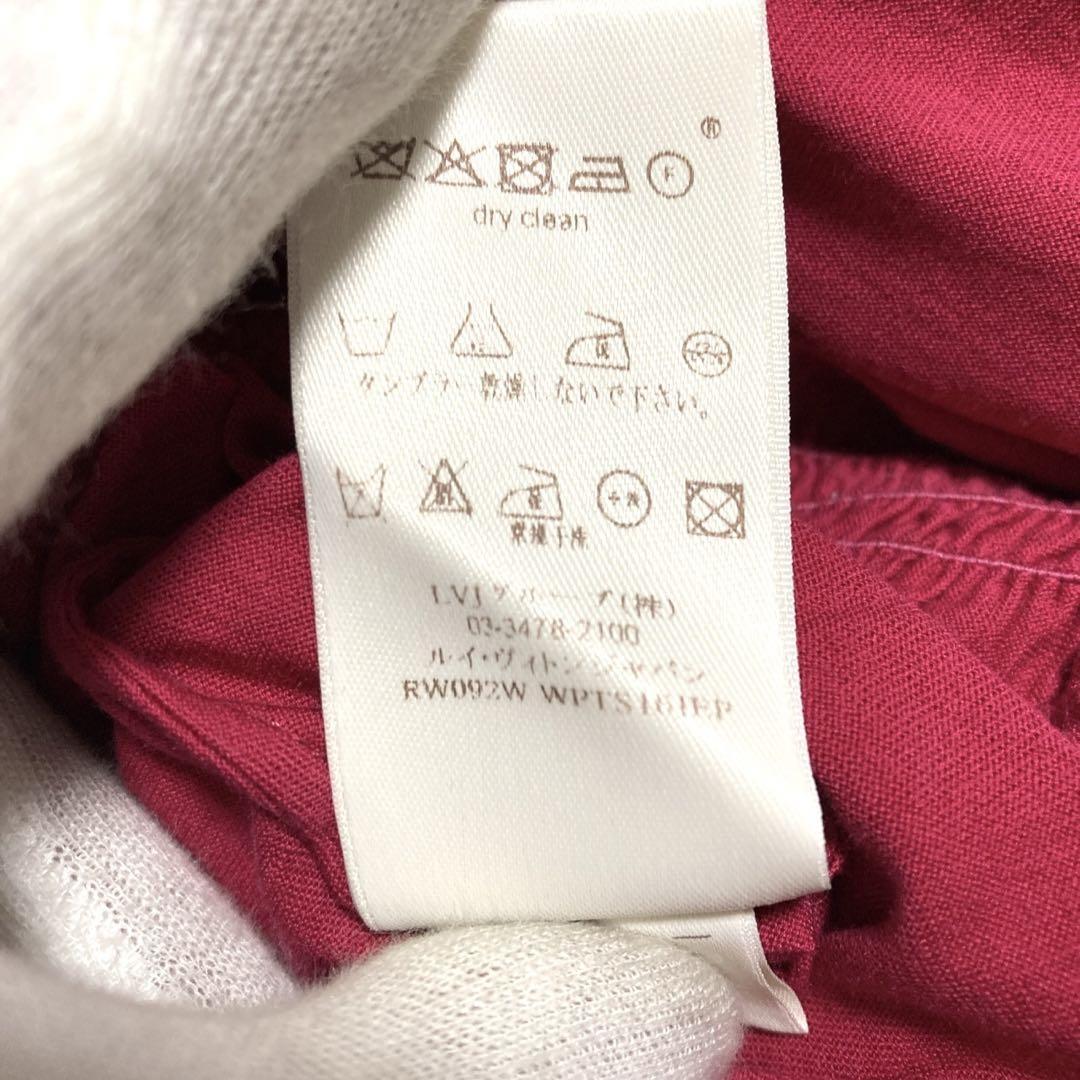 ®
F
dry clean
タンブラー乾燥しないで下さい。
LVJグループ(株)
03-3478-2100
ルイ・ヴィトンジャパン
RW092W WPTS161EP